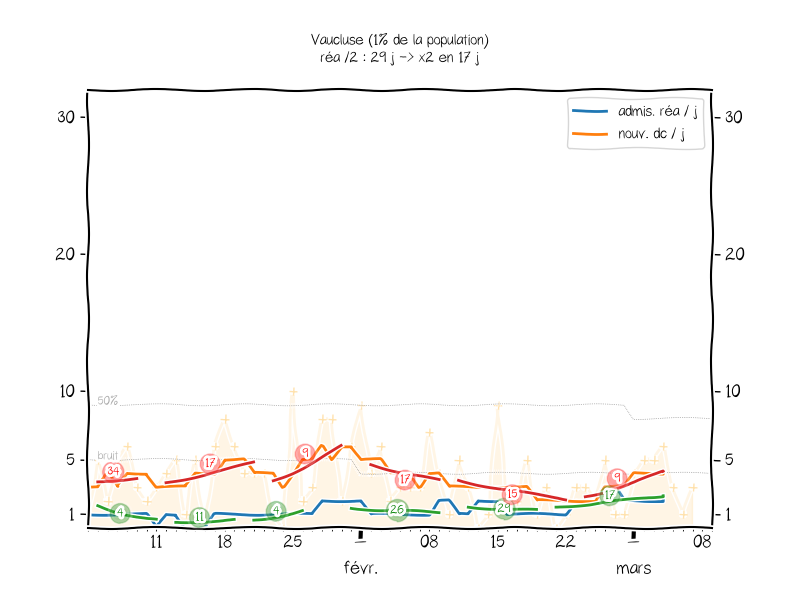 Vaucluse (1% de la population)
réa /2 : 29 j -> x2 en 17 j
admis. réa / j
nouv. dc / j
30 30
20 20
10 10
50%
bruit
5 5
34 17 9 17 15 9
4 11 4 26 29 17
1 1
11 18 25 — 08 15 22 — 08
févr. mars